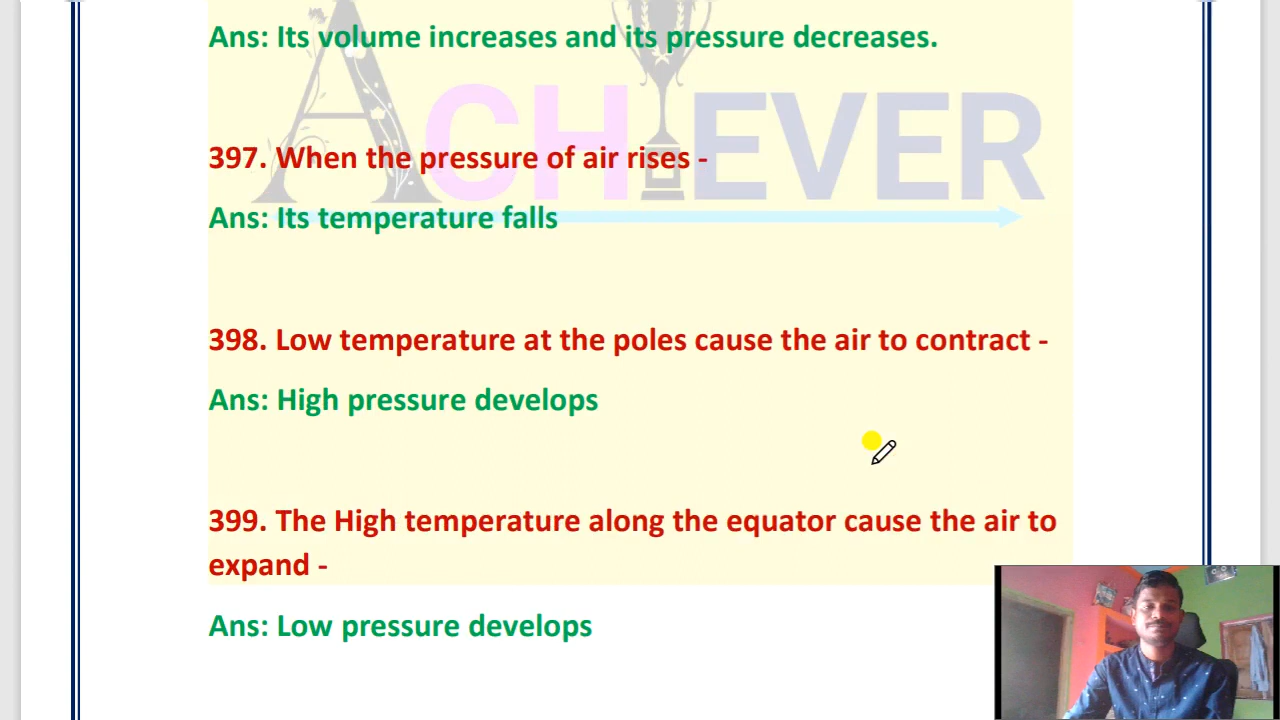 Ans: Its volume increases and its pressure decreases.
ACHIEVER
397. When the pressure of air rises -
Ans: Its temperature falls
398. Low temperature at the poles cause the air to contract -
Ans: High pressure develops
399. The High temperature along the equator cause the air to
expand -
Ans: Low pressure develops